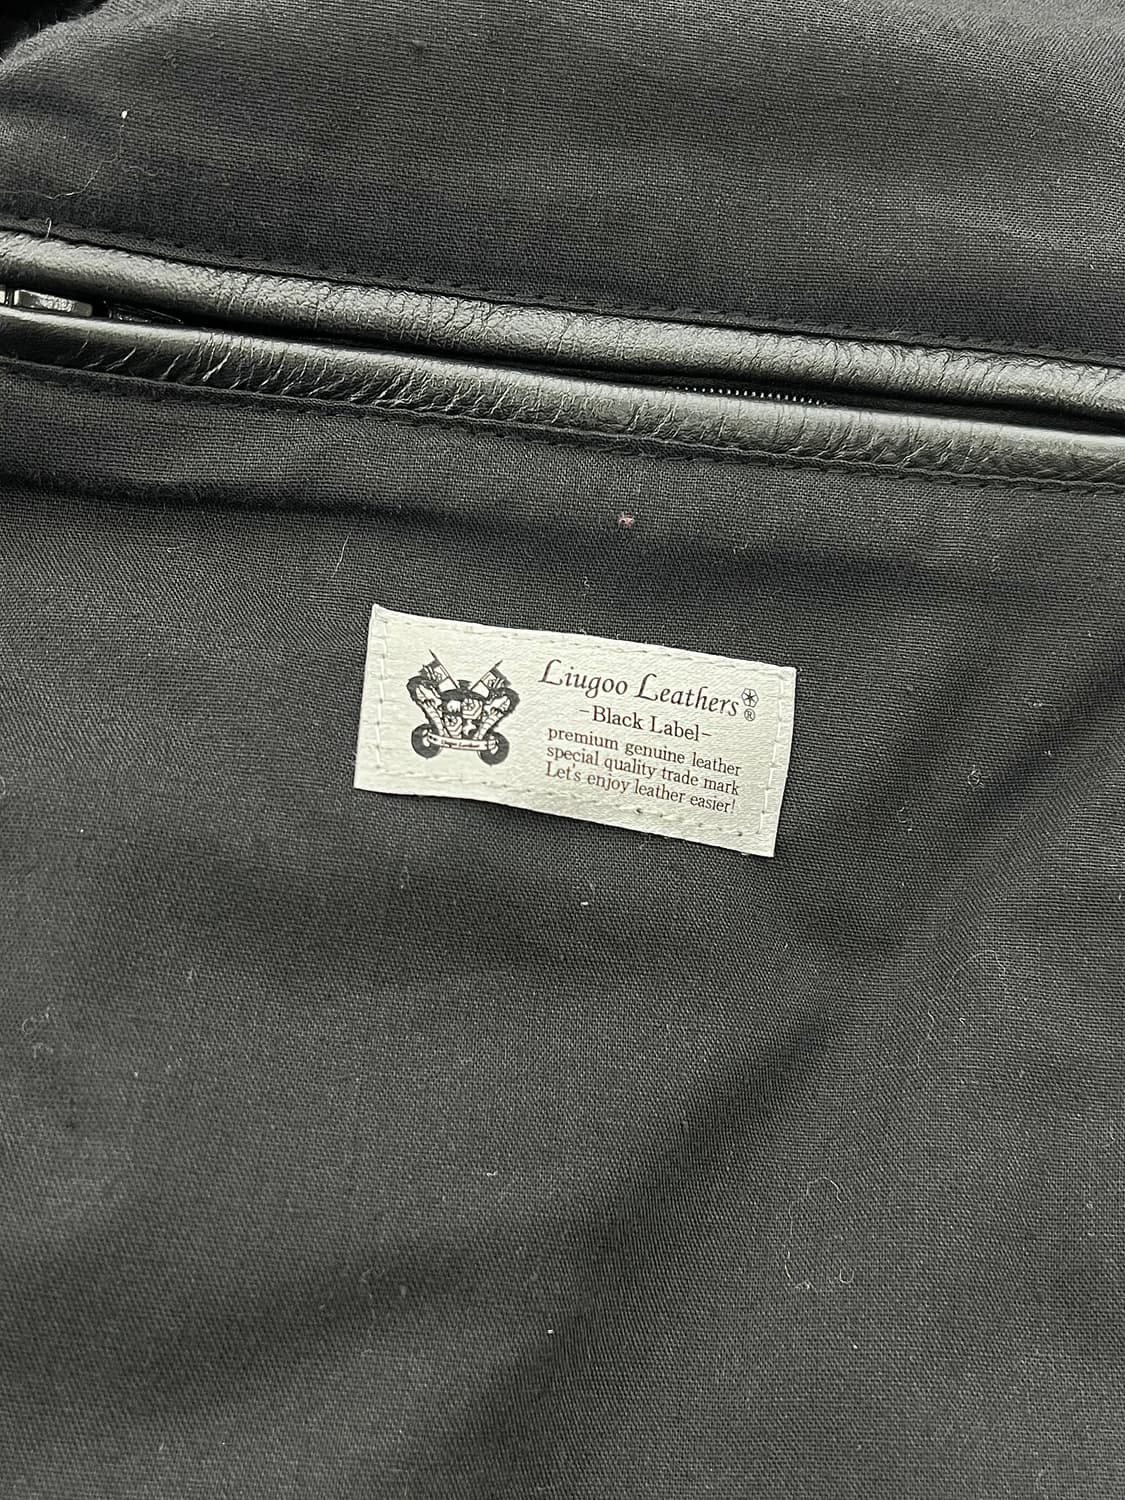 Liugoo Leathers®
-Black Label-
premium genuine leather
special quality trade mark
Let's enjoy leather easier!